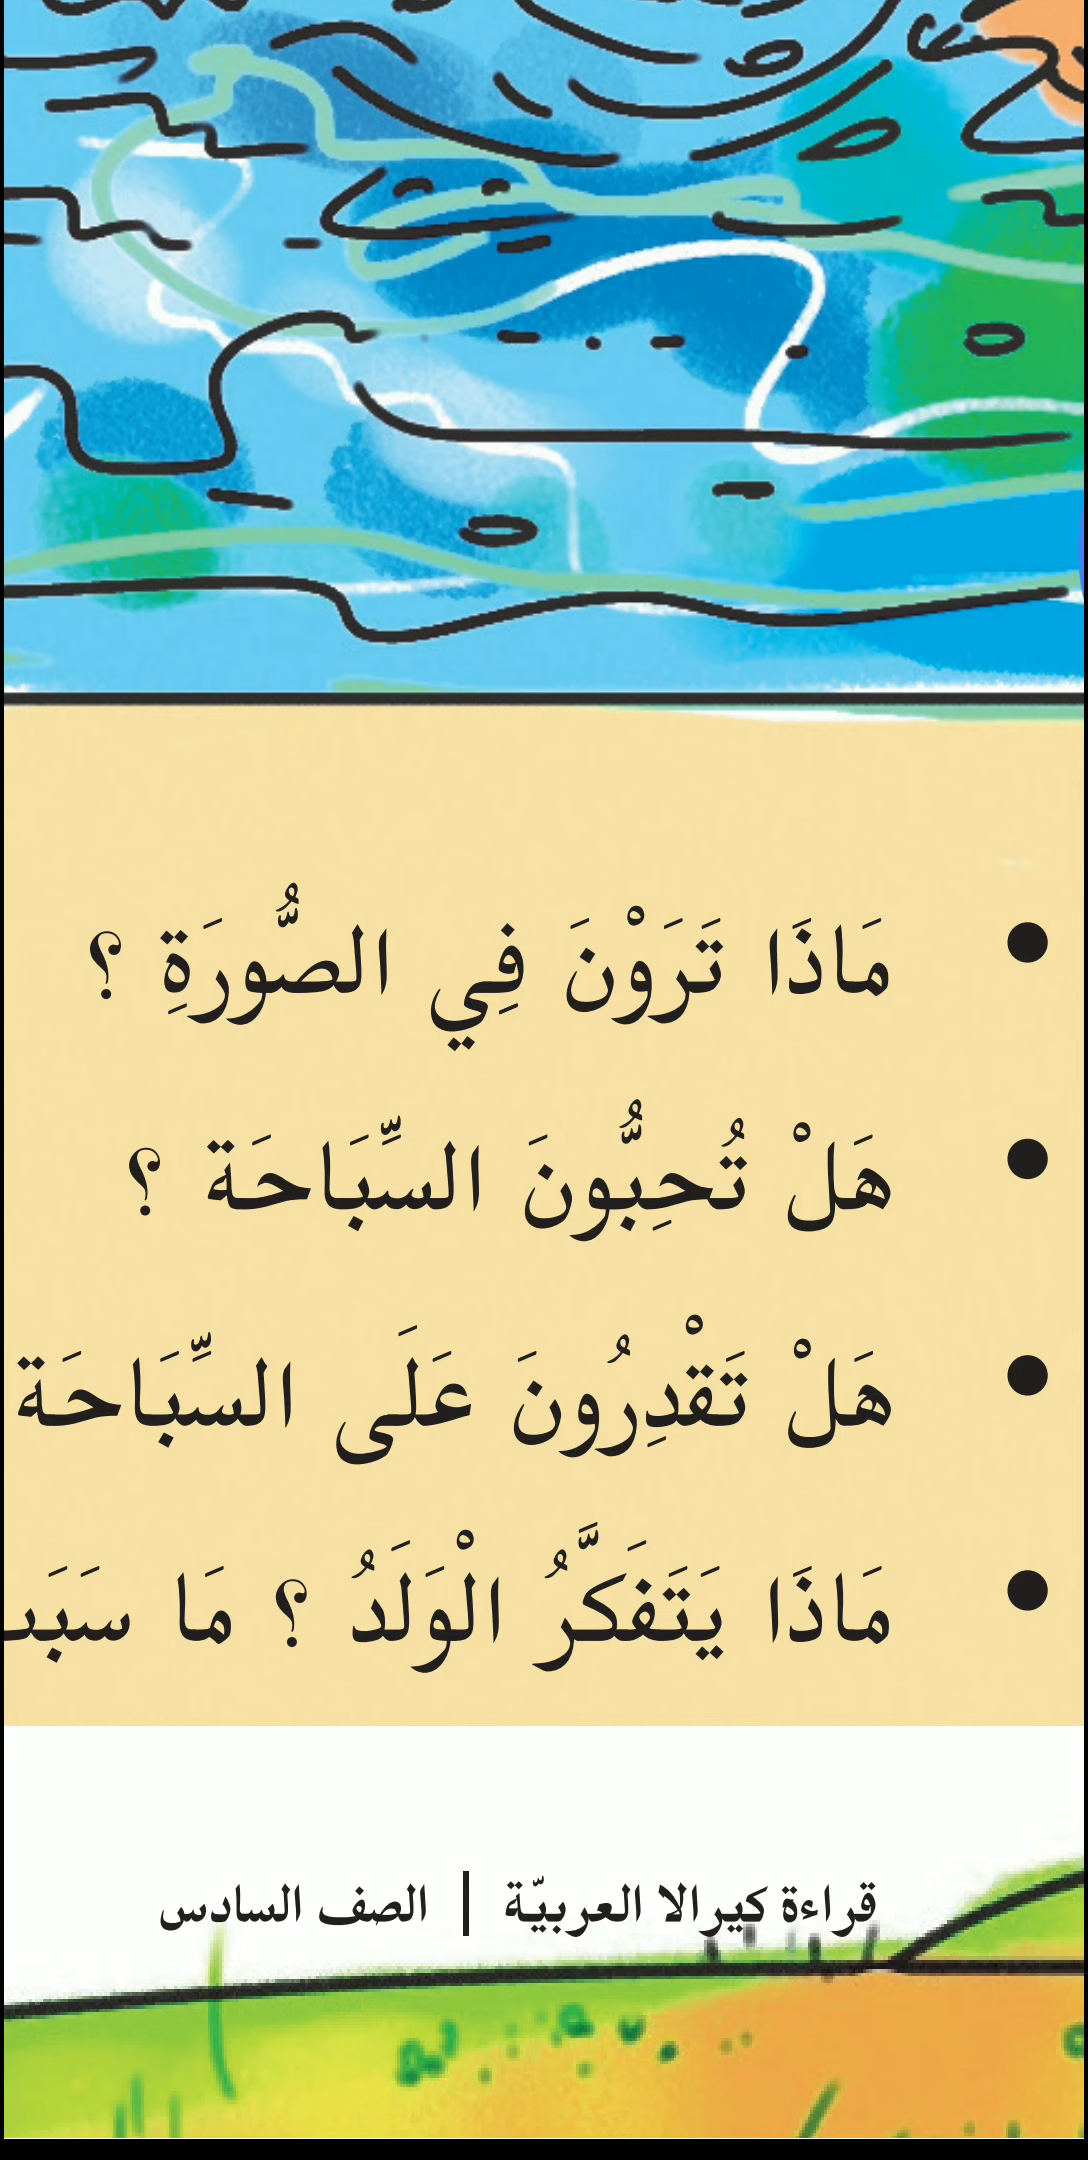 • مَاذَا تَرَوْنَ فِي الصُّورَةِ ؟
• هَلْ تُحِبُّونَ السِّبَاحَة ؟
• هَلْ تَقْدِرُونَ عَلَى السِّبَاحَة
• مَاذَا يَتَفَكَّرُ الْوَلَدُ ؟ مَا
قراءة كيرالا العربيّة | الصف السادس